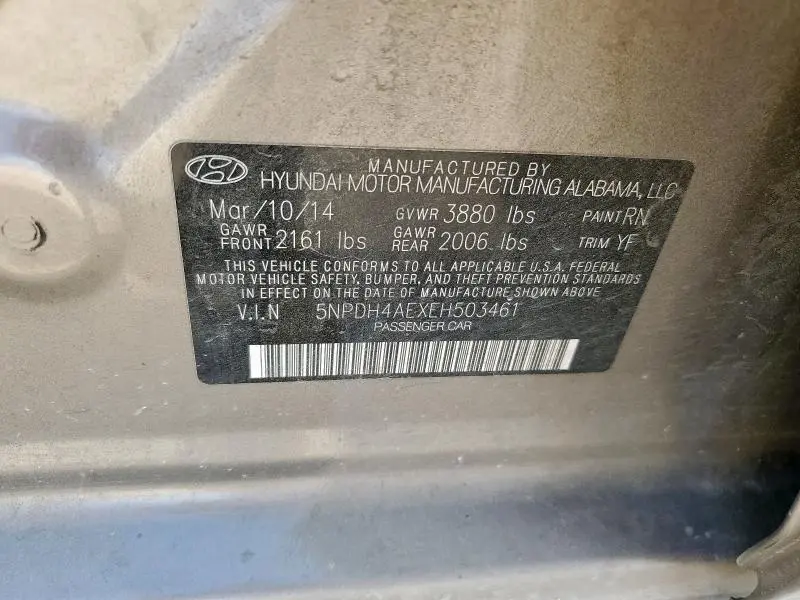 MANUFACTURED BY
HYUNDAI MOTOR MANUFACTURING ALABAMA, LLC
Mar/10/14 GVWR 3880 lbs PAINT RN
GAWR FRONT 2161 lbs GAWR REAR 2006 lbs TRIM YF
THIS VEHICLE CONFORMS TO ALL APPLICABLE U.S.A. FEDERAL
MOTOR VEHICLE SAFETY, BUMPER, AND THEFT PREVENTION STANDARDS
IN EFFECT ON THE DATE OF MANUFACTURE SHOWN ABOVE
V.I.N 5NPDH4AEXEH503461
PASSENGER CAR